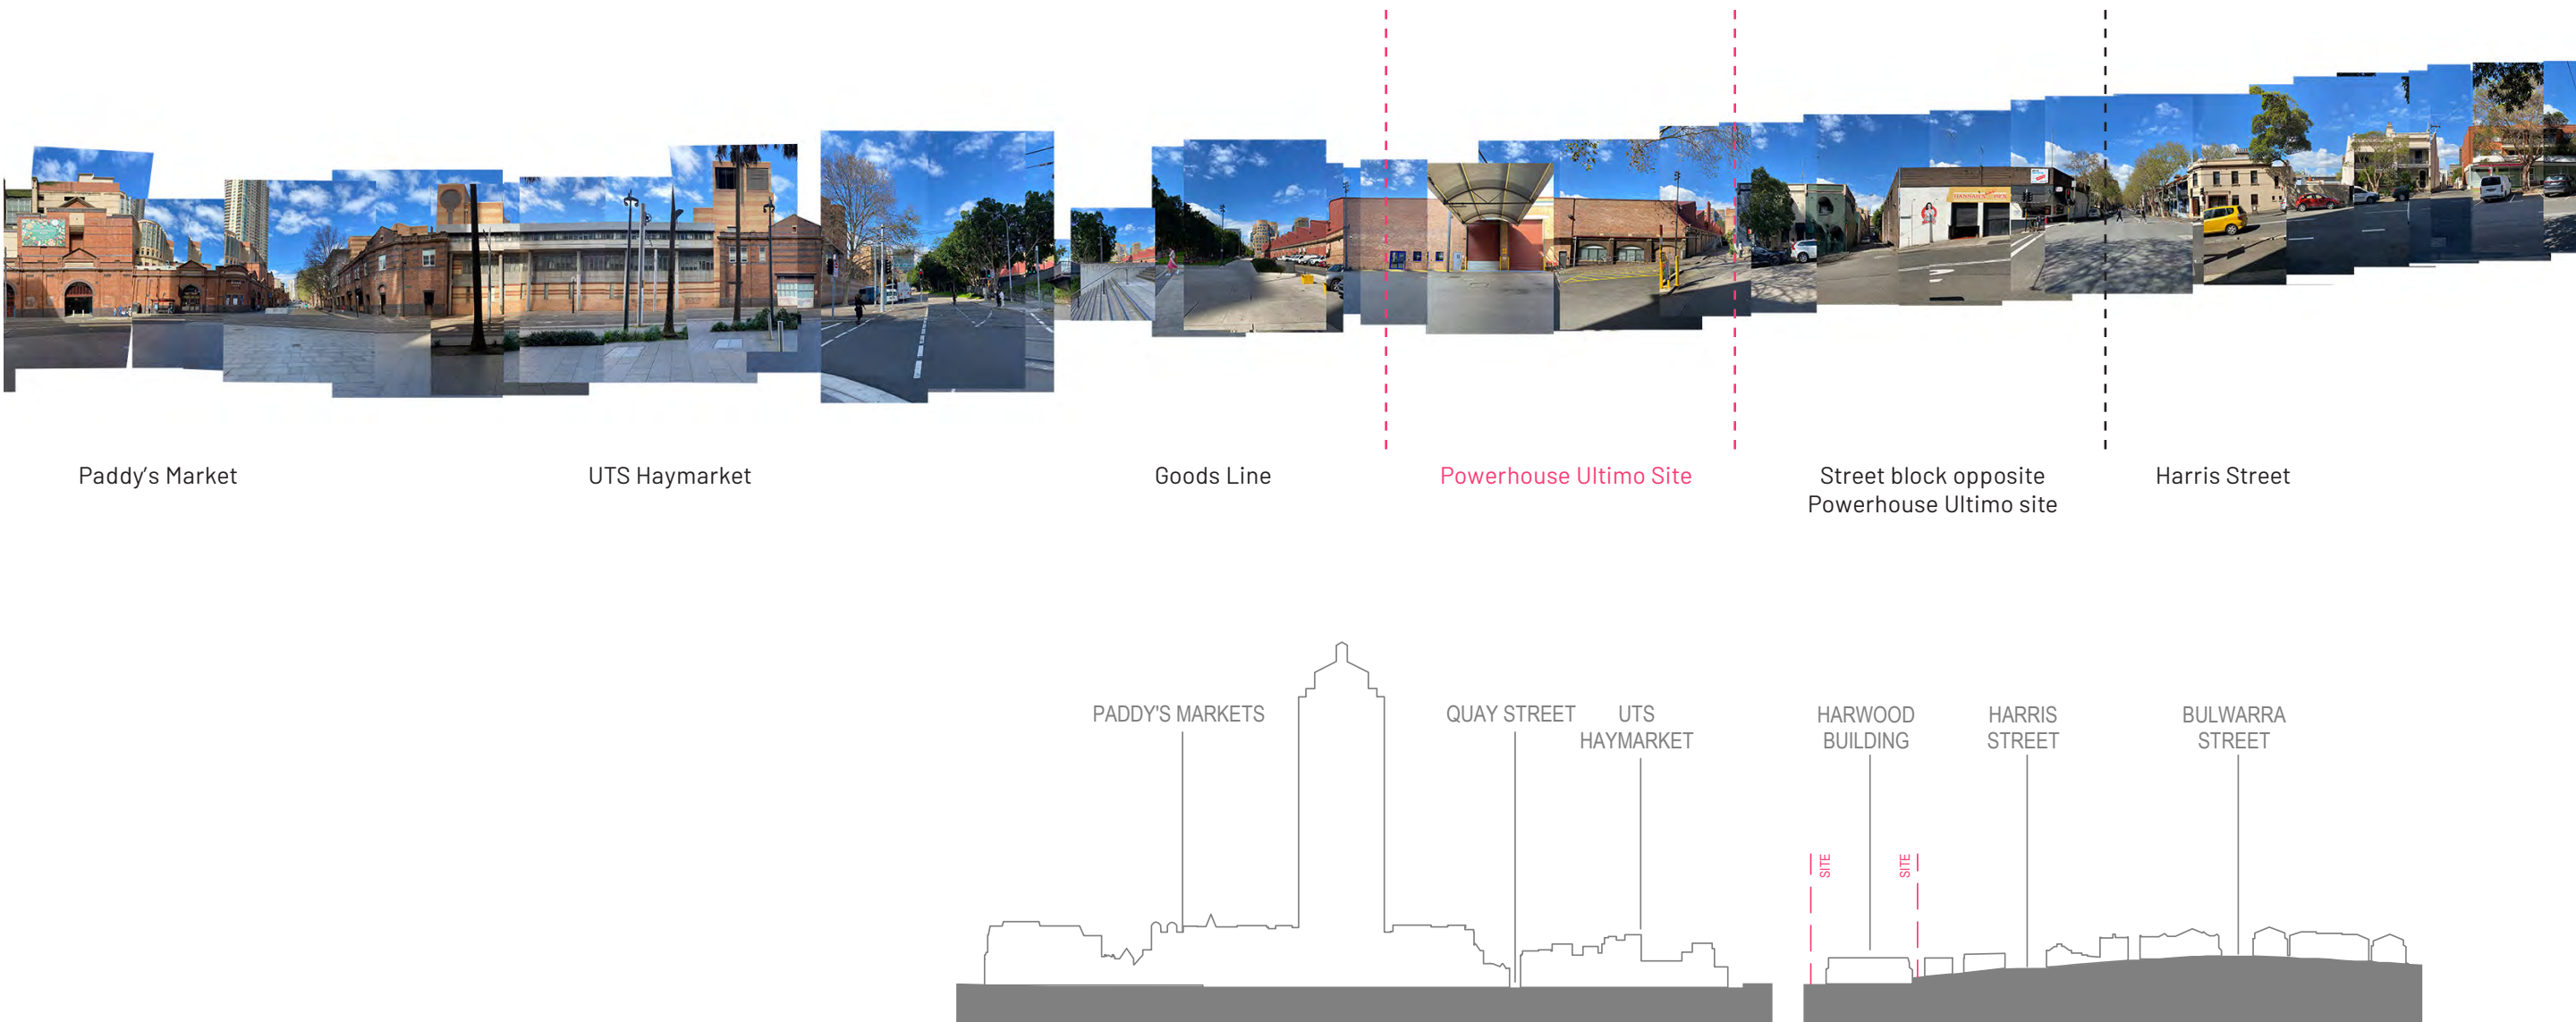 Paddy's Market
UTS Haymarket
Goods Line
Powerhouse Ultimo Site
Street block opposite
Powerhouse Ultimo site
Harris Street
PADDY'S MARKETS
QUAY STREET
UTS
HAYMARKET
HARWOOD
BUILDING
HARRIS
STREET
BULWARRA
STREET
SITE
SITE